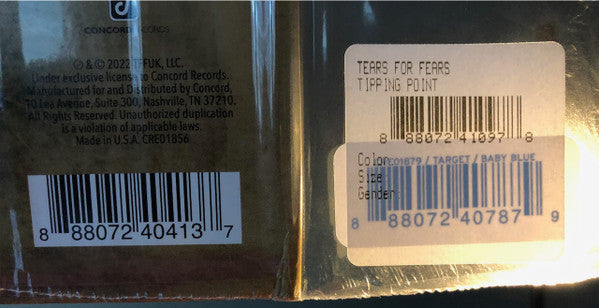 CONCORD RECORDS
℗ & © 2022 TFFUK, LLC.
Under exclusive license to Concord Records.
Manufactured for and Distributed by Concord,
10 Lea Avenue, Suite 300, Nashville, TN 37210.
All Rights Reserved. Unauthorized duplication
is a violation of applicable laws.
Made in U.S.A. CRE01856
8 88072 40413 7
TEARS FOR FEARS
TIPPING POINT
8 88072 41097 8
Color
CRE01879 / TARGET / BABY BLUE
Size
Gender
8 88072 40787 9